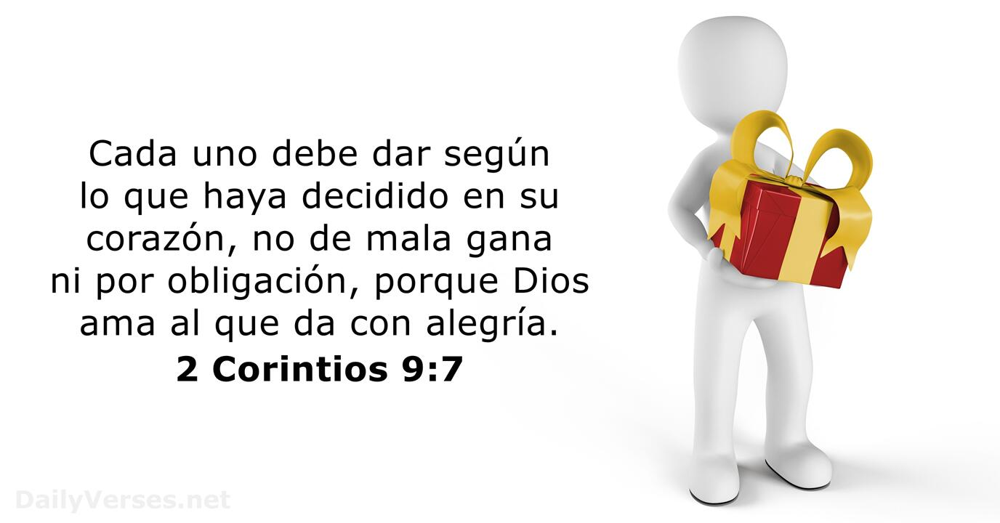 Cada uno debe dar según
lo que haya decidido en su
corazón, no de mala gana
ni por obligación, porque Dios
ama al que da con alegría.
2 Corintios 9:7
DailyVerses.net